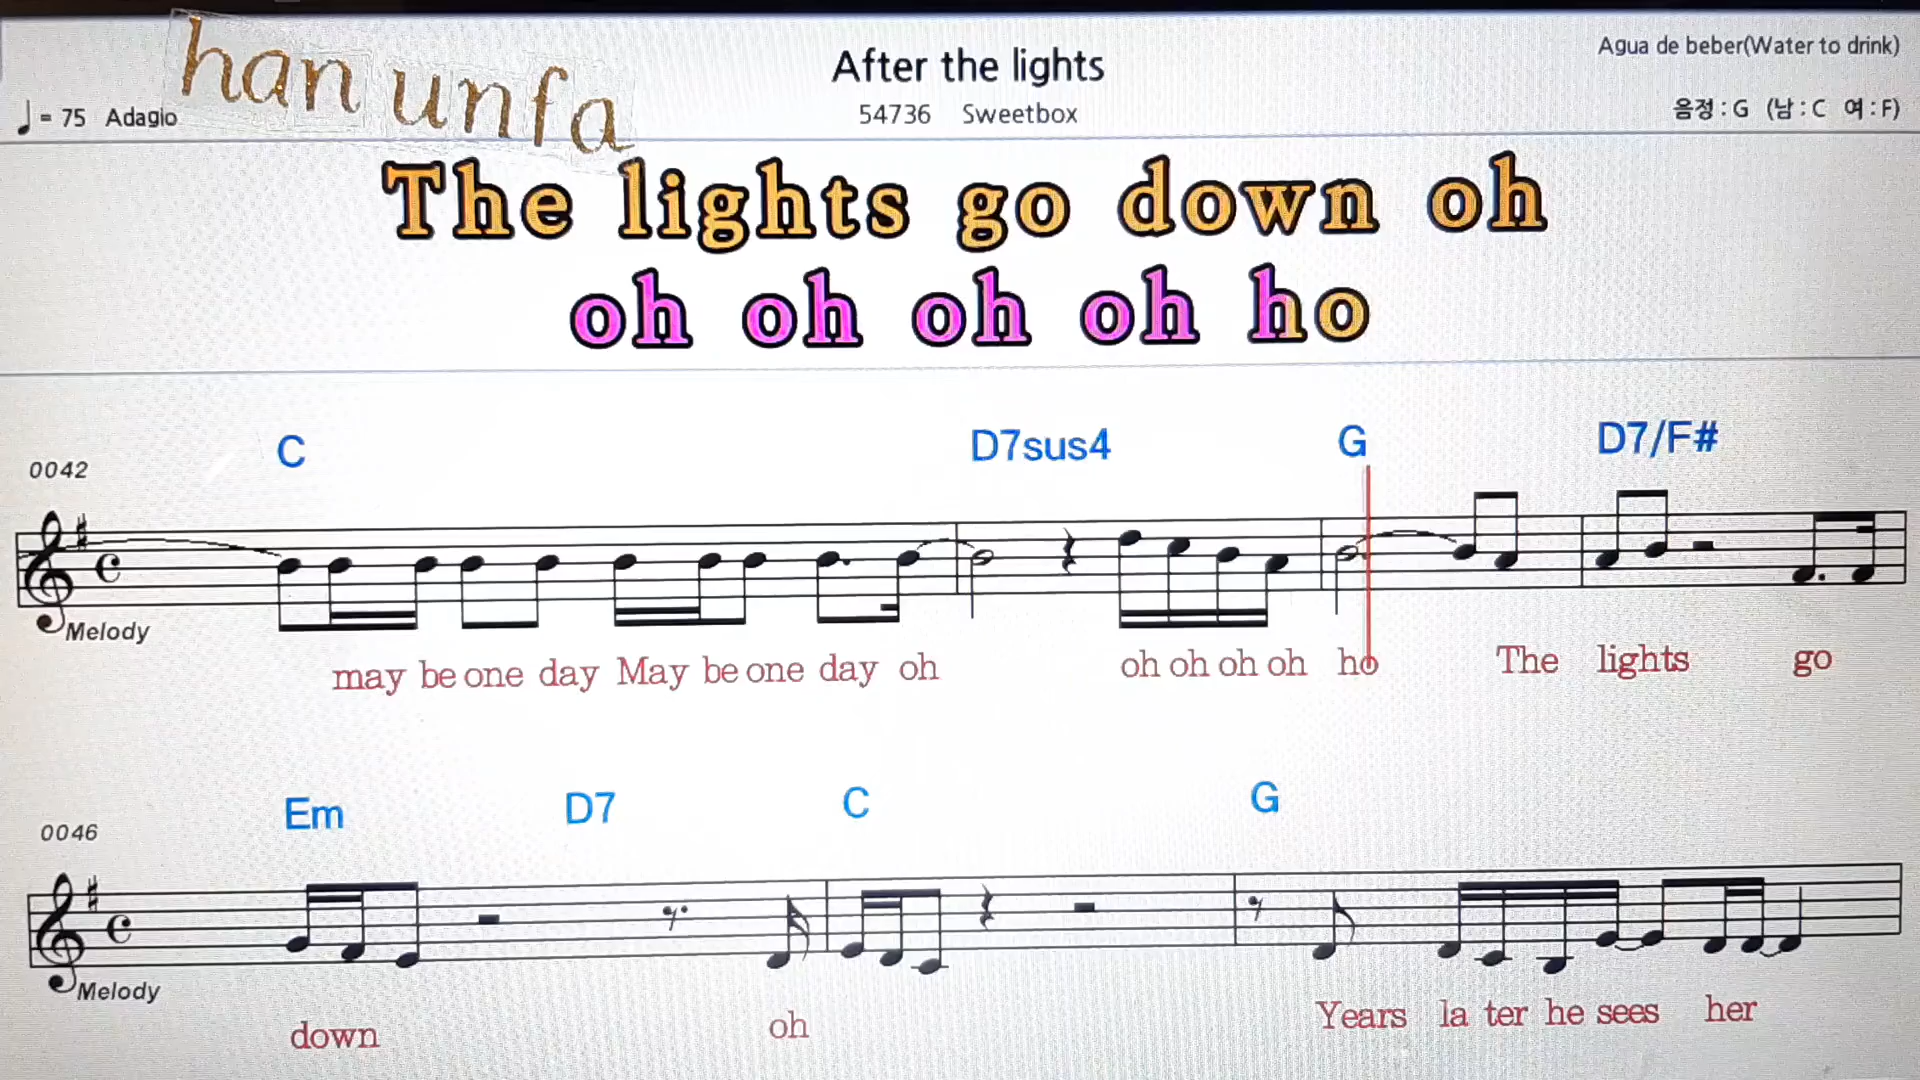 han unfa
After the lights
Agua de beber(Water to drink)
♩ = 75 Adagio
54736 Sweetbox
음정 : G (남 : C 여 : F)
The lights go down oh
oh oh oh oh ho
C D7sus4 G D7/F#
0042
Melody
may be one day May be one day oh oh oh oh oh ho The lights go
Em D7 C G
0046
Melody
down oh Years la ter he sees her